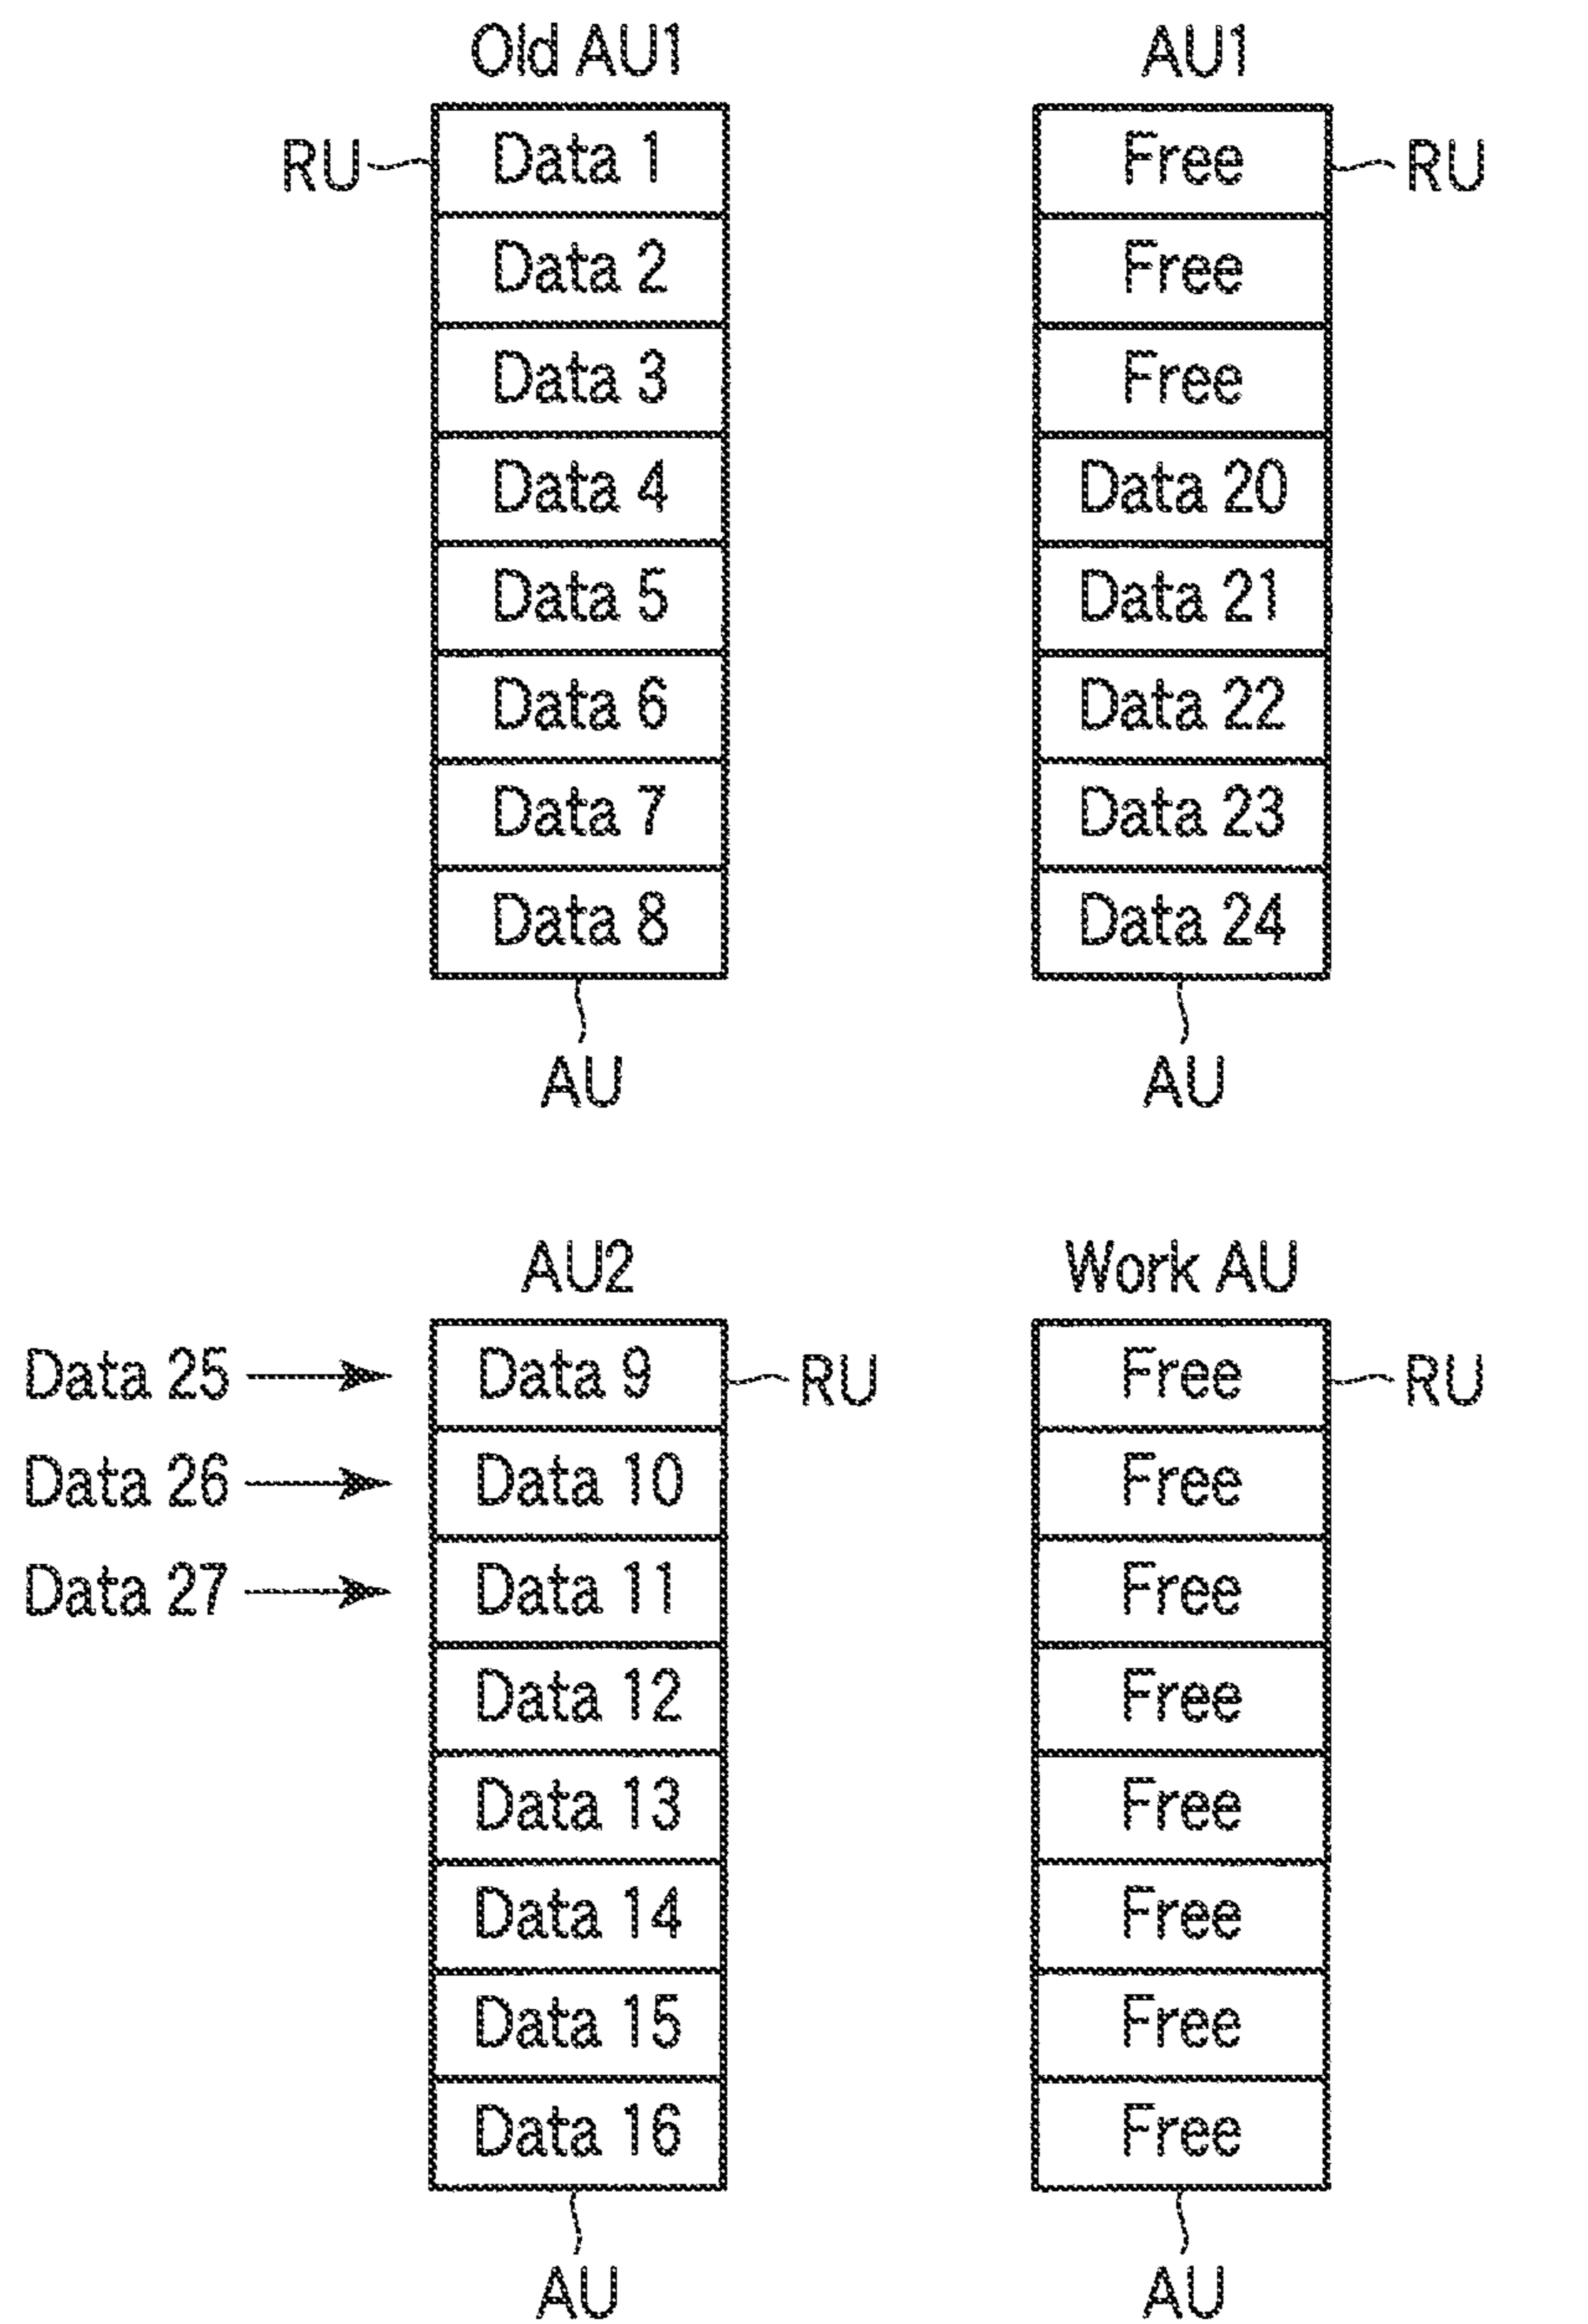 Old AU1
RU
Data 1
Data 2
Data 3
Data 4
Data 5
Data 6
Data 7
Data 8
AU
AU1
Free
RU
Free
Free
Data 20
Data 21
Data 22
Data 23
Data 24
AU
AU2
Data 25
Data 9
RU
Data 26
Data 10
Data 27
Data 11
Data 12
Data 13
Data 14
Data 15
Data 16
AU
Work AU
Free
RU
Free
Free
Free
Free
Free
Free
Free
AU